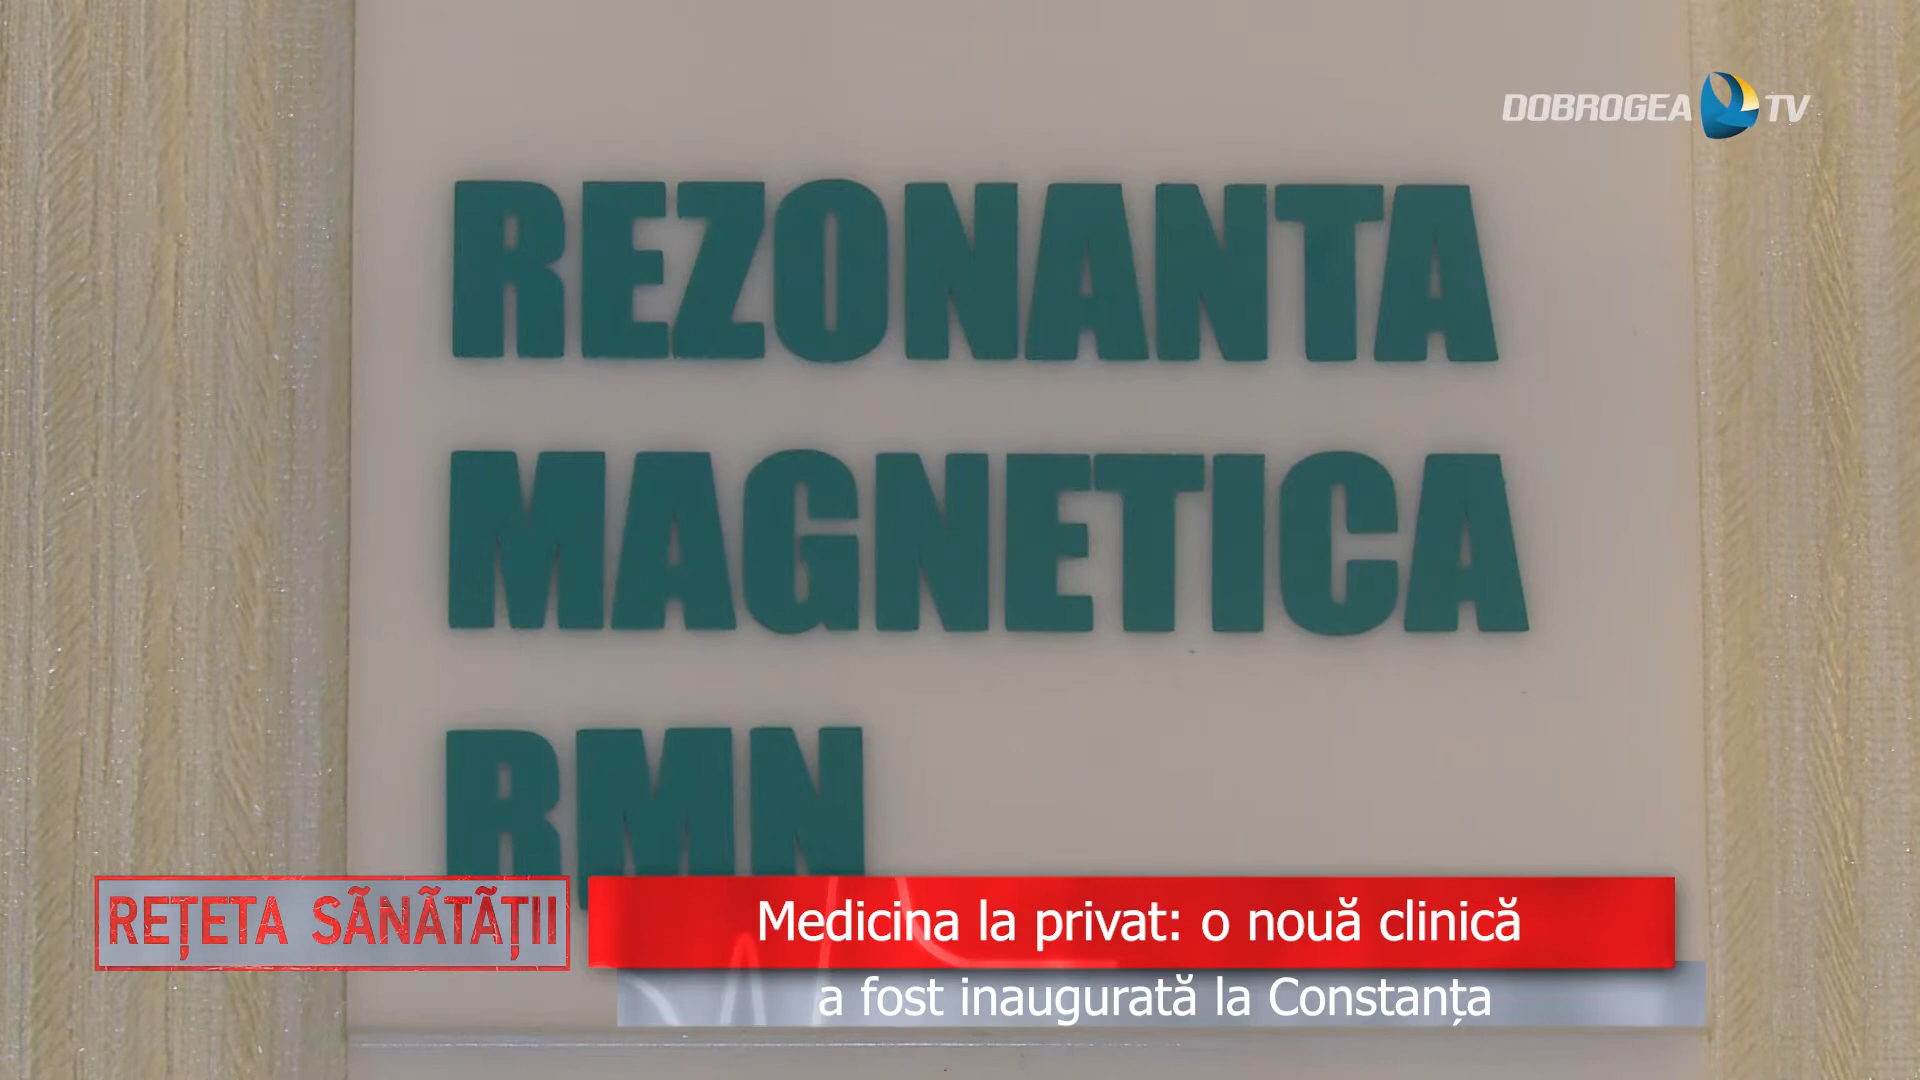 DOBROGEA TV
REZONANTA
MAGNETICA
RMN
REȚETA SĂNĂTĂȚII
Medicina la privat: o nouă clinică
a fost inaugurată la Constanța